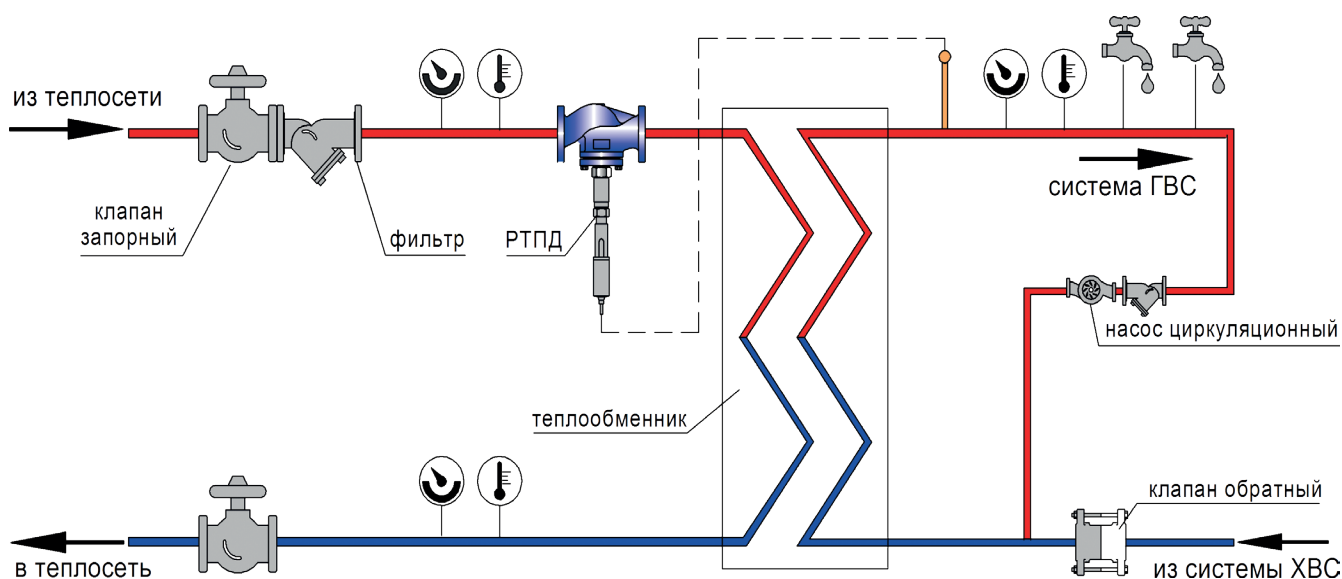 из теплосети
клапан
запорный
фильтр
РТПД
система ГВС
насос циркуляционный
теплообменник
клапан обратный
в теплосеть
из системы ХВС